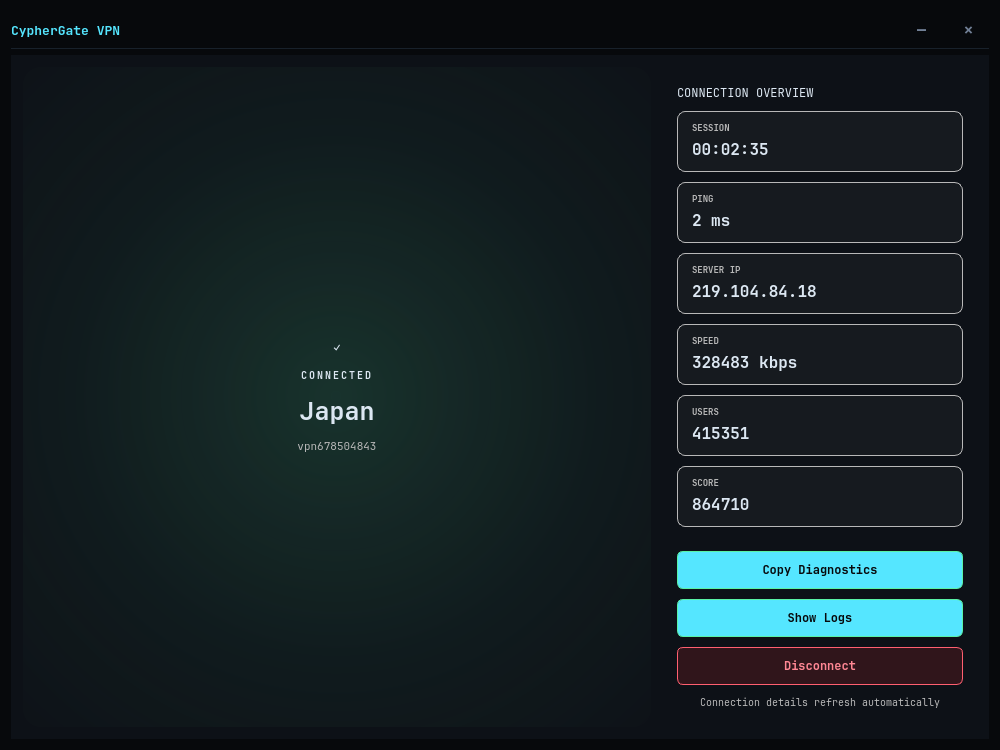 CypherGate VPN
✓
CONNECTED
Japan
vpn678504843
CONNECTION OVERVIEW
SESSION
00:02:35
PING
2 ms
SERVER IP
219.104.84.18
SPEED
328483 kbps
USERS
415351
SCORE
864710
Copy Diagnostics
Show Logs
Disconnect
Connection details refresh automatically